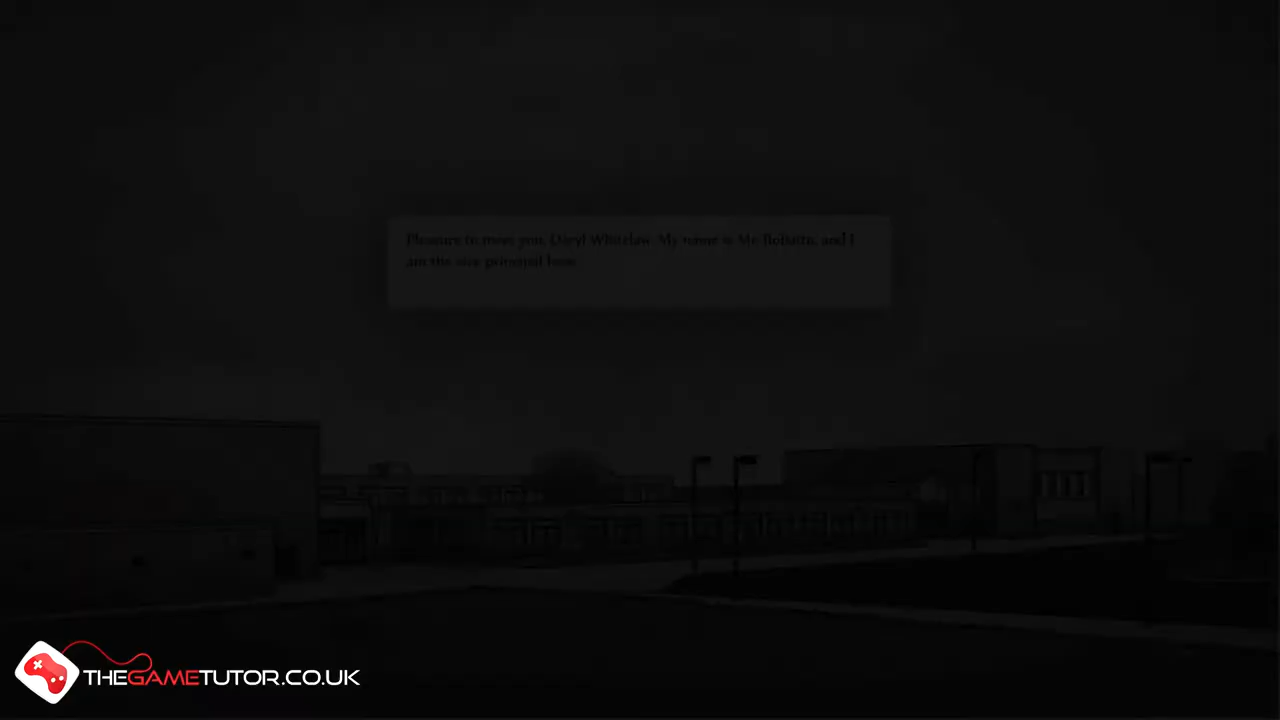 Pleasure to meet you, Daryl Whitelaw. My name is Mr. and I
am the vice principal here.
THEGAMETUTOR.CO.UK